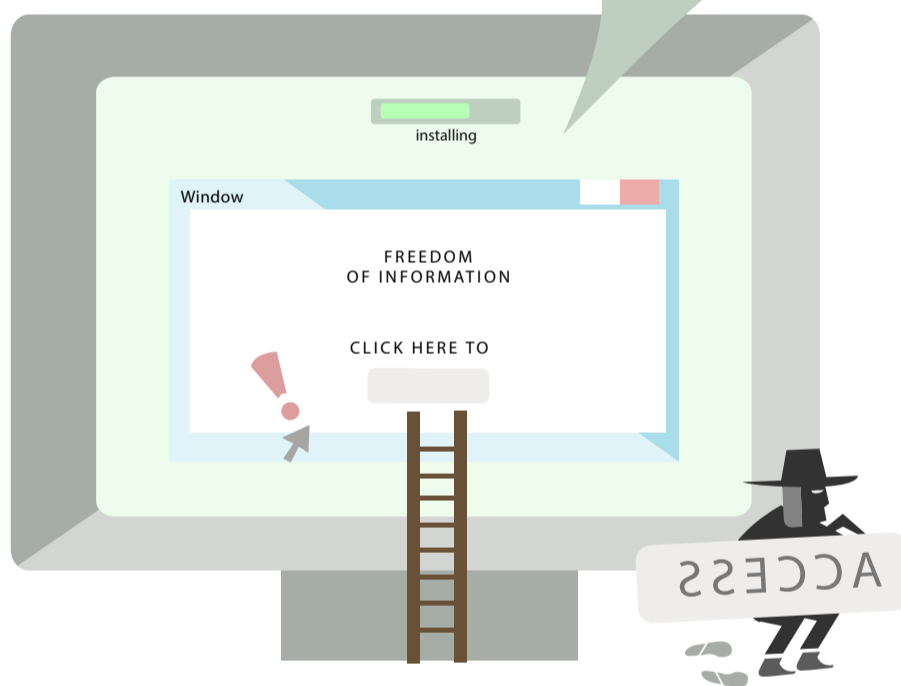 installing
Window
FREEDOM
OF INFORMATION
CLICK HERE TO
ACCESS